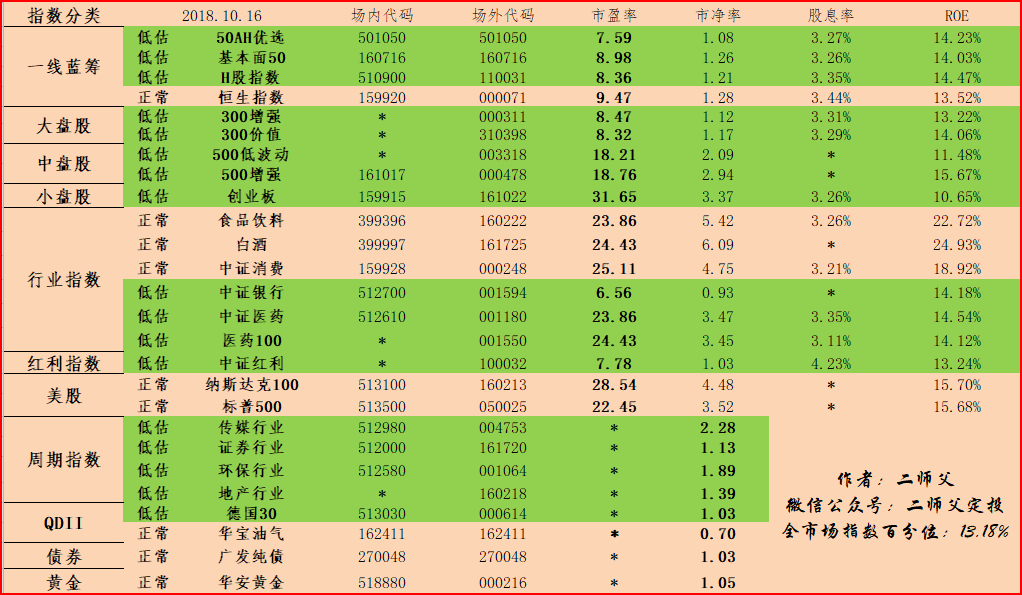 指数分类 2018.10.16 场内代码 场外代码 市盈率 市净率 股息率 ROE
一线蓝筹 低估 50AH优选 501050 501050 7.59 1.08 3.27% 14.23%
低估 基本面50 160716 160716 8.98 1.26 3.26% 14.03%
低估 H股指数 510900 110031 8.36 1.21 3.35% 14.47%
正常 恒生指数 159920 000071 9.47 1.28 3.44% 13.52%
大盘股 低估 300增强 * 000311 8.47 1.12 3.31% 13.22%
低估 300价值 * 310398 8.32 1.17 3.29% 14.06%
中盘股 低估 500低波动 * 003318 18.21 2.09 * 11.48%
低估 500增强 161017 000478 18.76 2.94 * 15.67%
小盘股 低估 创业板 159915 161022 31.65 3.37 3.26% 10.65%
行业指数 正常 食品饮料 399396 160222 23.86 5.42 3.26% 22.72%
正常 白酒 399997 161725 24.43 6.09 * 24.93%
正常 中证消费 159928 000248 25.11 4.75 3.21% 18.92%
低估 中证银行 512700 001594 6.56 0.93 * 14.18%
低估 中证医药 512610 001180 23.86 3.47 3.35% 14.54%
低估 医药100 * 001550 24.43 3.45 3.11% 14.12%
红利指数 低估 中证红利 * 100032 7.78 1.03 4.23% 13.24%
美股 正常 纳斯达克100 513100 160213 28.54 4.48 * 15.70%
正常 标普500 513500 050025 22.45 3.52 * 15.68%
周期指数 低估 传媒行业 512980 004753 * 2.28
低估 证券行业 512000 161720 * 1.13
低估 环保行业 512580 001064 * 1.89
低估 地产行业 * 160218 * 1.39
QDII 低估 德国30 513030 000614 * 1.03
正常 华宝油气 162411 162411 * 0.70
债券 正常 广发纯债 270048 270048 * 1.03
黄金 正常 华安黄金 518880 000216 * 1.05
作者：二师父
微信公众号：二师父定投
全市场指数百分位：13.18%